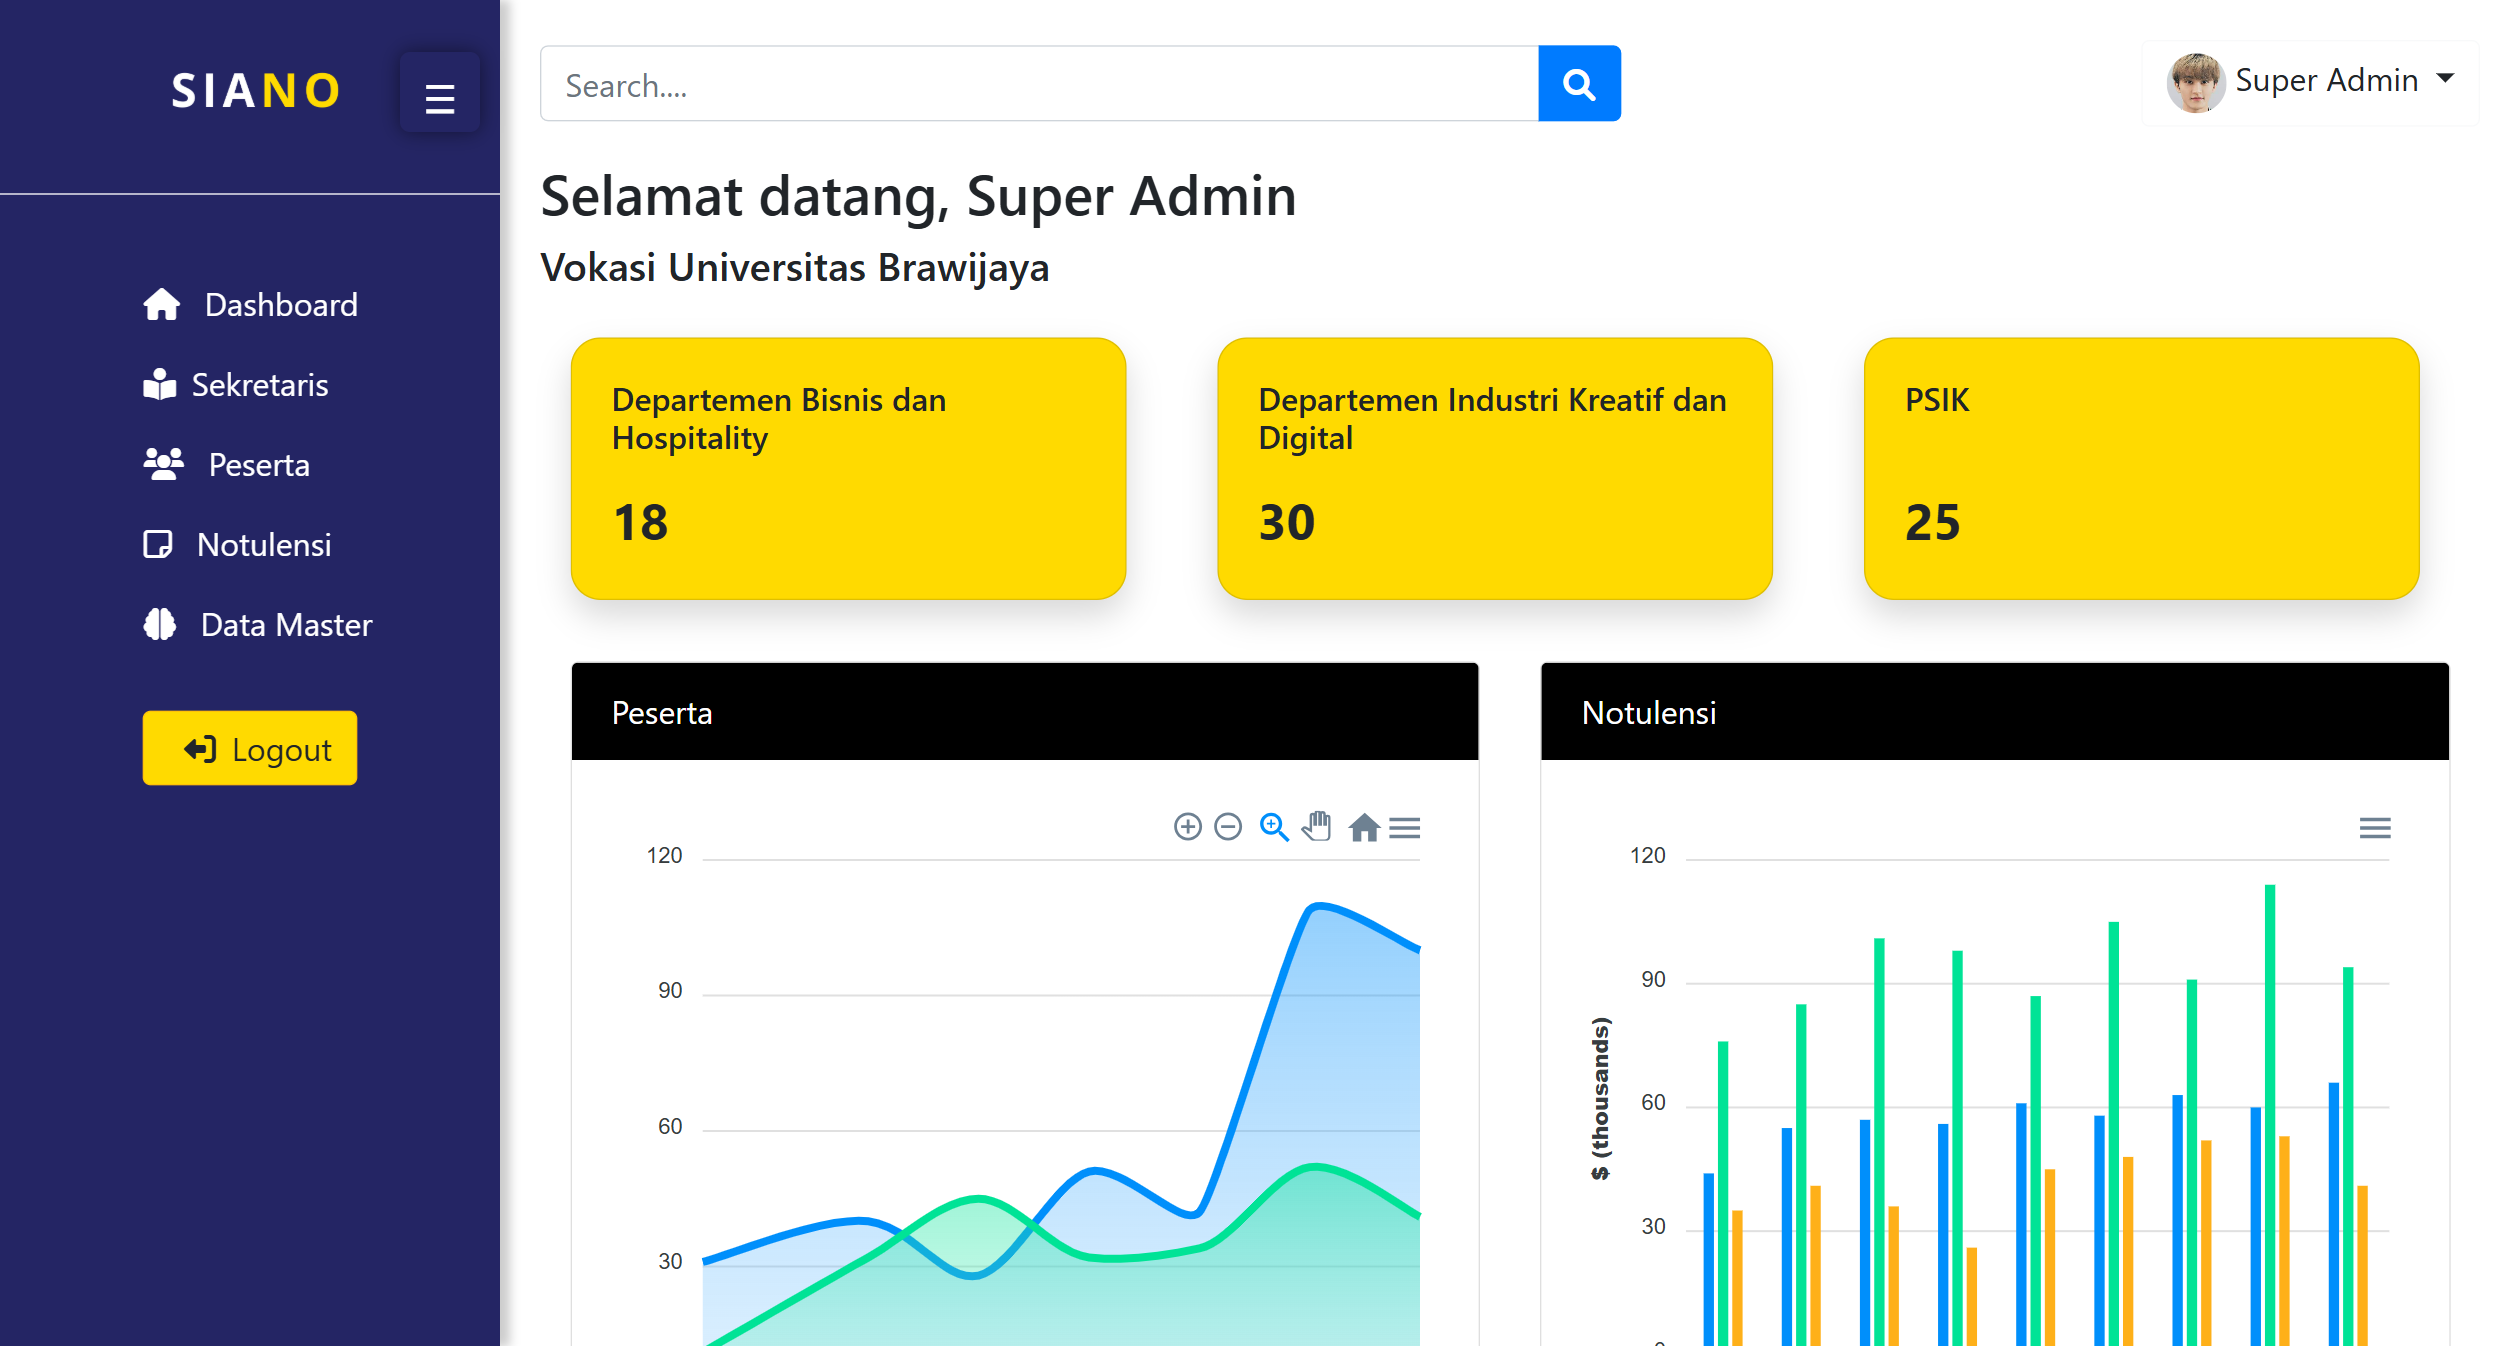 SIANO
Search....
Super Admin
Selamat datang, Super Admin
Vokasi Universitas Brawijaya
Dashboard
Sekretaris
Peserta
Notulensi
Data Master
Logout
Departemen Bisnis dan
Hospitality
18
Departemen Industri Kreatif dan
Digital
30
PSIK
25
Peserta
120
90
60
30
Notulensi
120
90
60
30
$ (thousands)